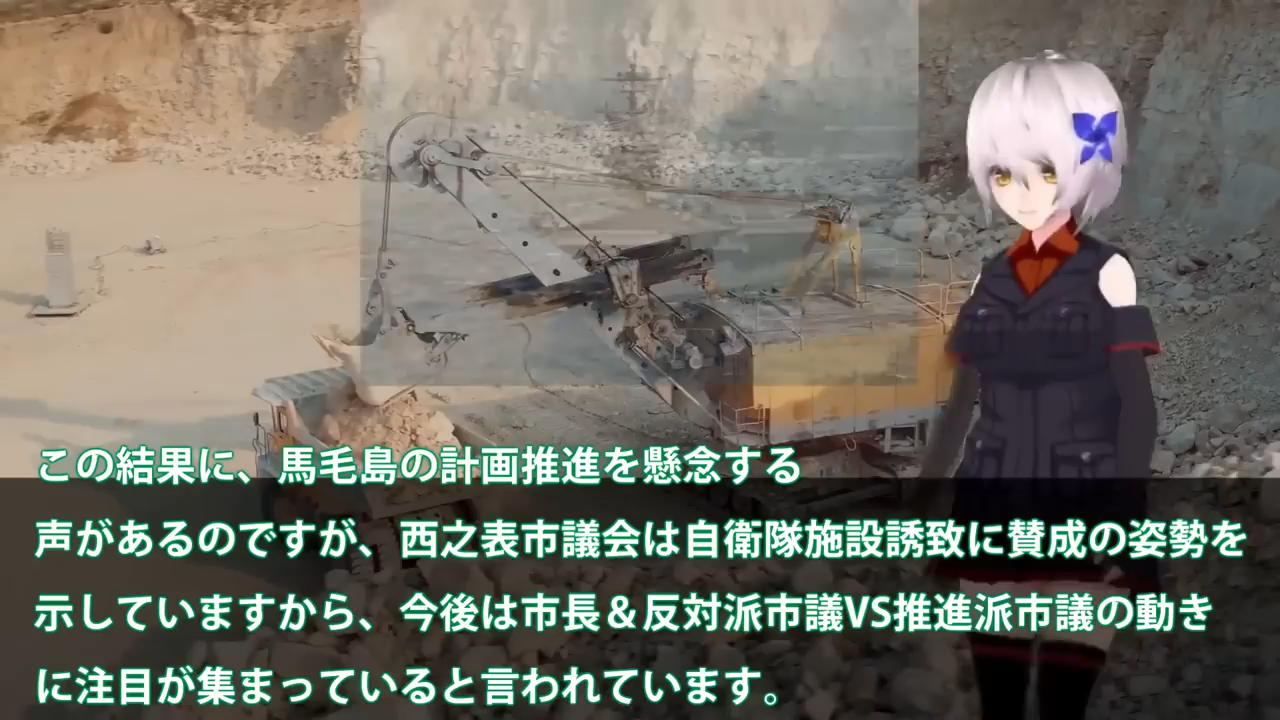 この結果に、馬毛島の計画推進を懸念する
声があるのですが、西之表市議会は自衛隊施設誘致に賛成の姿勢を
示していますから、今後は市長＆反対派市議VS推進派市議の動き
に注目が集まっていると言われています。